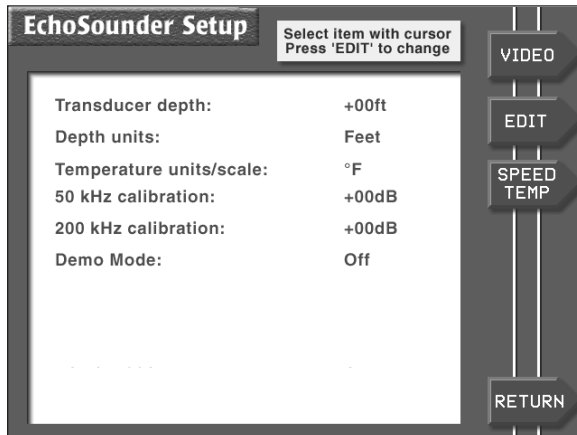 EchoSounder Setup
Select item with cursor
Press 'EDIT' to change
VIDEO
EDIT
SPEED
TEMP
RETURN
Transducer depth: +00ft
Depth units: Feet
Temperature units/scale: °F
50 kHz calibration: +00dB
200 kHz calibration: +00dB
Demo Mode: Off